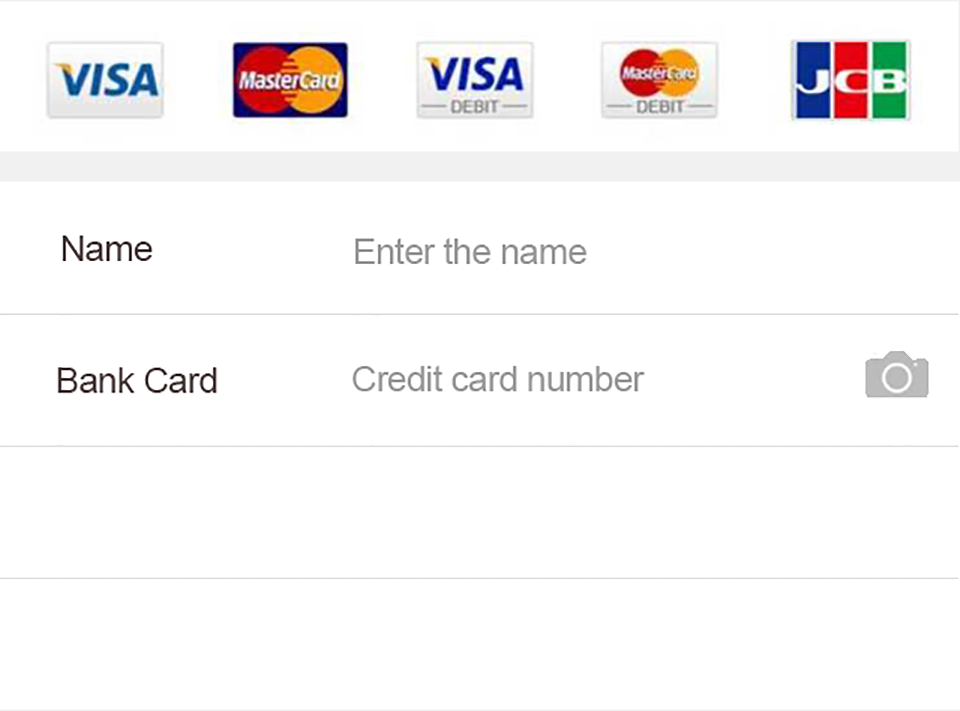 VISA MasterCard VISA DEBIT MasterCard DEBIT JCB
Name Enter the name
Bank Card Credit card number